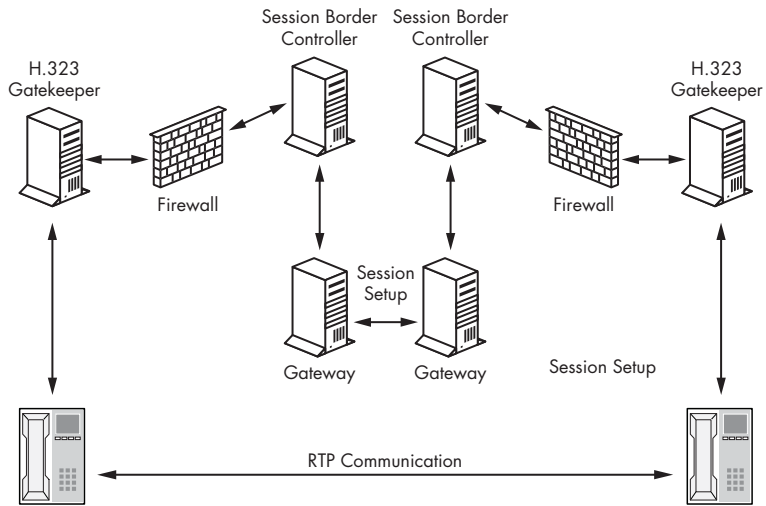 Session Border
Controller
Session Border
Controller
H.323
Gatekeeper
H.323
Gatekeeper
Firewall
Firewall
Session
Setup
Gateway
Gateway
Session Setup
RTP Communication